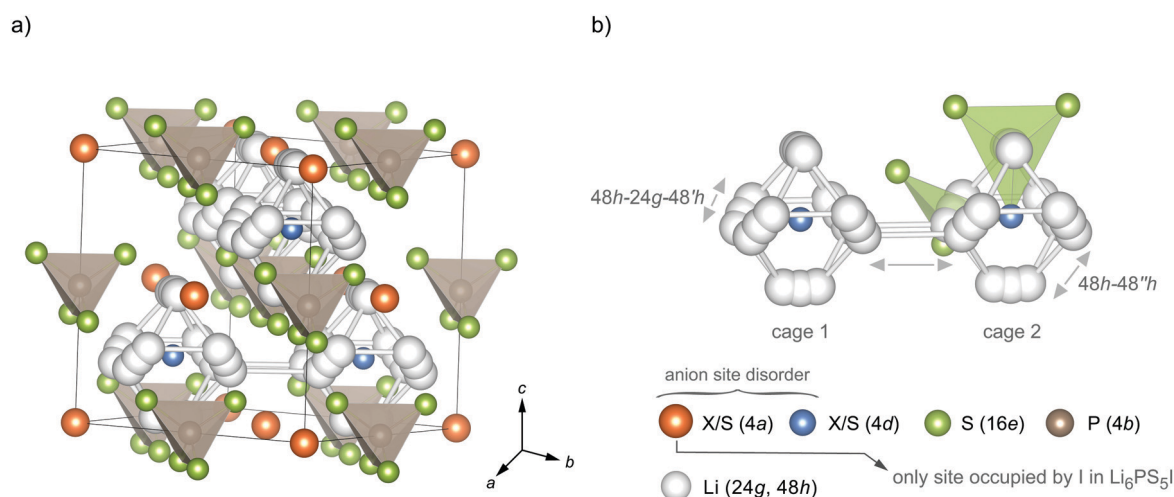 a)
b)
48h-24g-48'h
48h-48''h
cage 1
cage 2
anion site disorder
X/S (4a)
X/S (4d)
S (16e)
P (4b)
only site occupied by I in Li₆PS₅I
Li (24g, 48h)
c
b
a